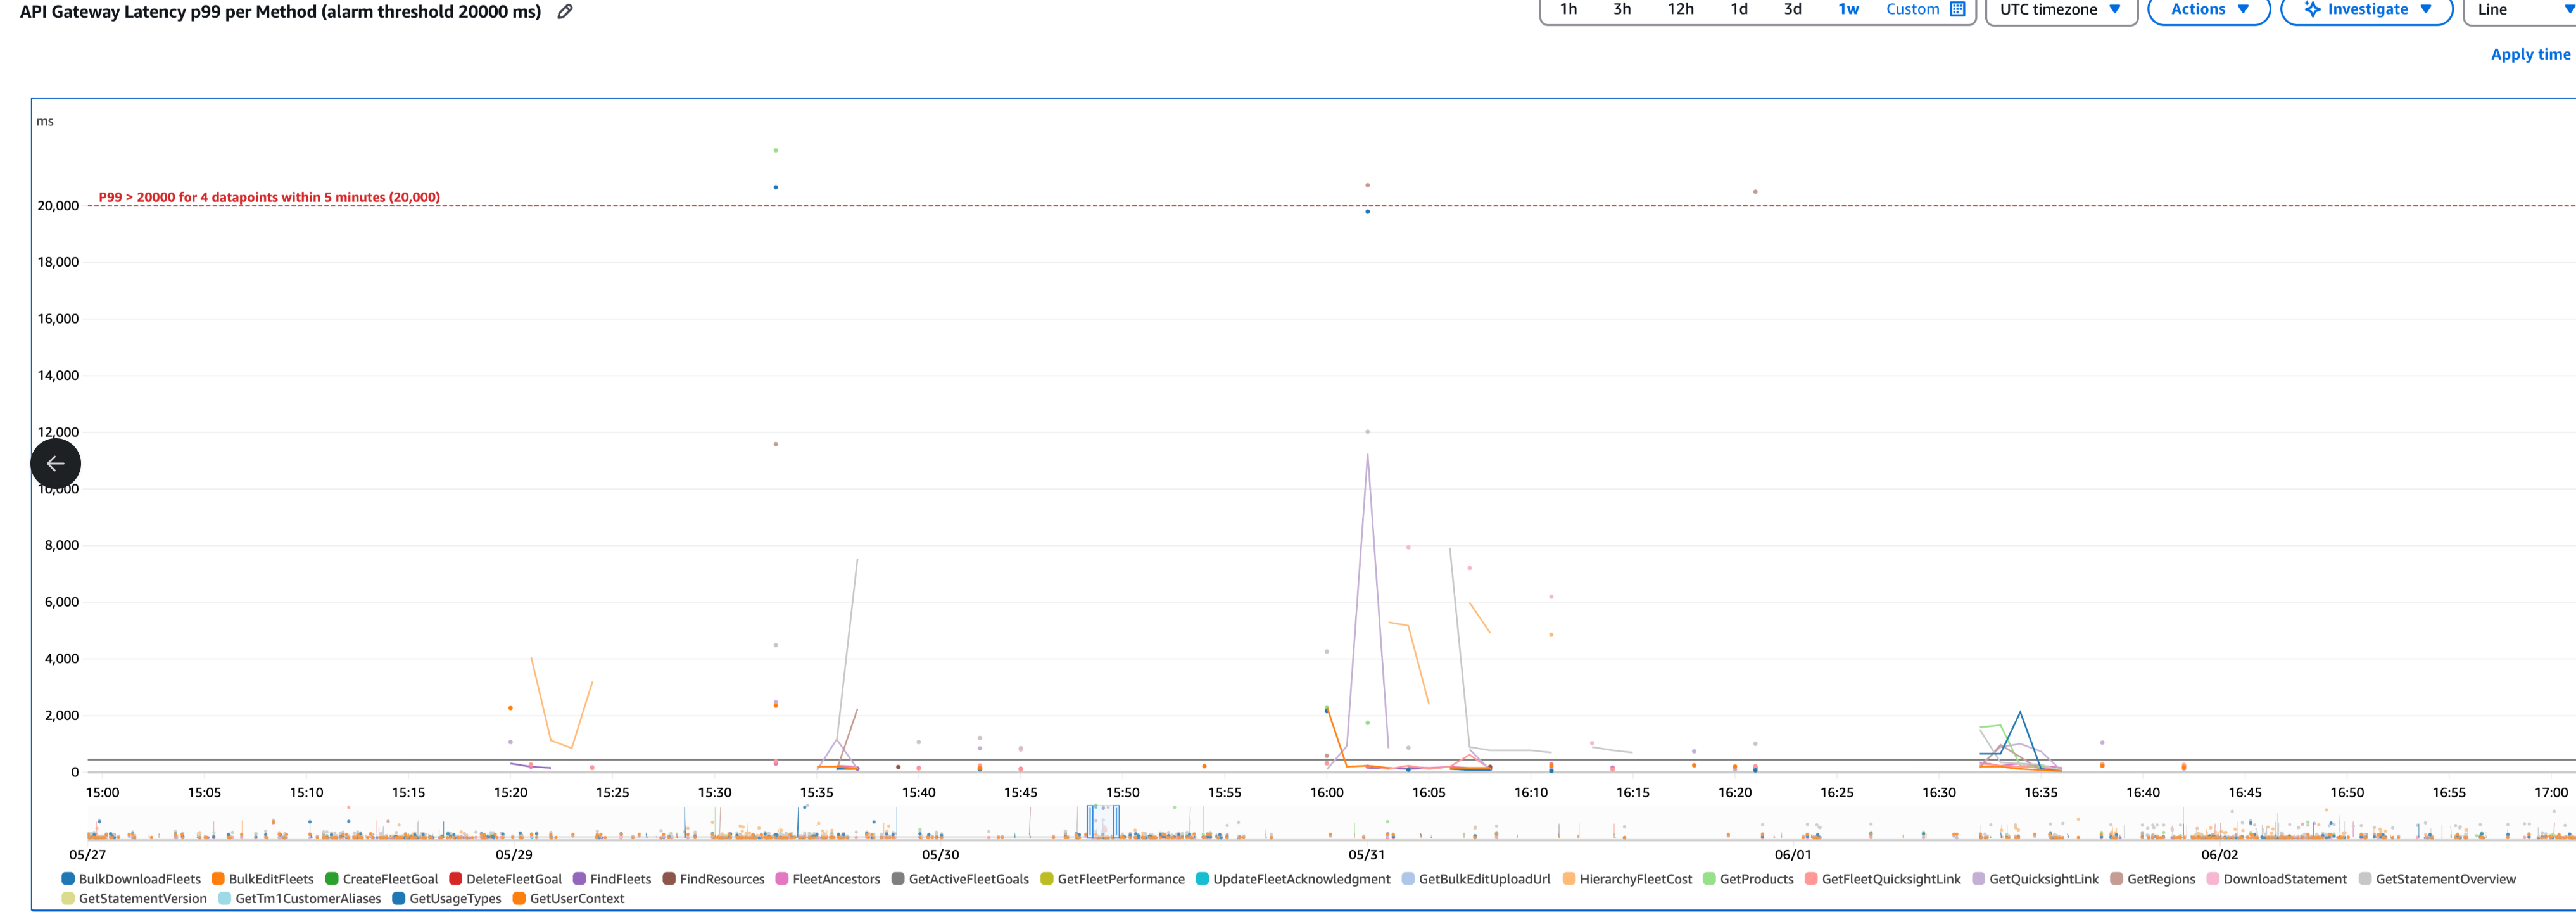 API Gateway Latency p99 per Method (alarm threshold 20000 ms)
1h 3h 12h 1d 3d 1w Custom UTC timezone Actions Investigate Line
Apply time
ms
P99 > 20000 for 4 datapoints within 5 minutes (20,000)
20,000
18,000
16,000
14,000
12,000
10,000
8,000
6,000
4,000
2,000
0
15:00 15:05 15:10 15:15 15:20 15:25 15:30 15:35 15:40 15:45 15:50 15:55 16:00 16:05 16:10 16:15 16:20 16:25 16:30 16:35 16:40 16:45 16:50 16:55 17:00
05/27 05/29 05/30 05/31 06/01 06/02
BulkDownloadFleets BulkEditFleets CreateFleetGoal DeleteFleetGoal FindFleets FindResources FleetAncestors GetActiveFleetGoals GetFleetPerformance UpdateFleetAcknowledgment GetBulkEditUploadUrl HierarchyFleetCost GetProducts GetFleetQuicksightLink GetQuicksightLink GetRegions DownloadStatement GetStatementOverview
GetStatementVersion GetTm1CustomerAliases GetUsageTypes GetUserContext